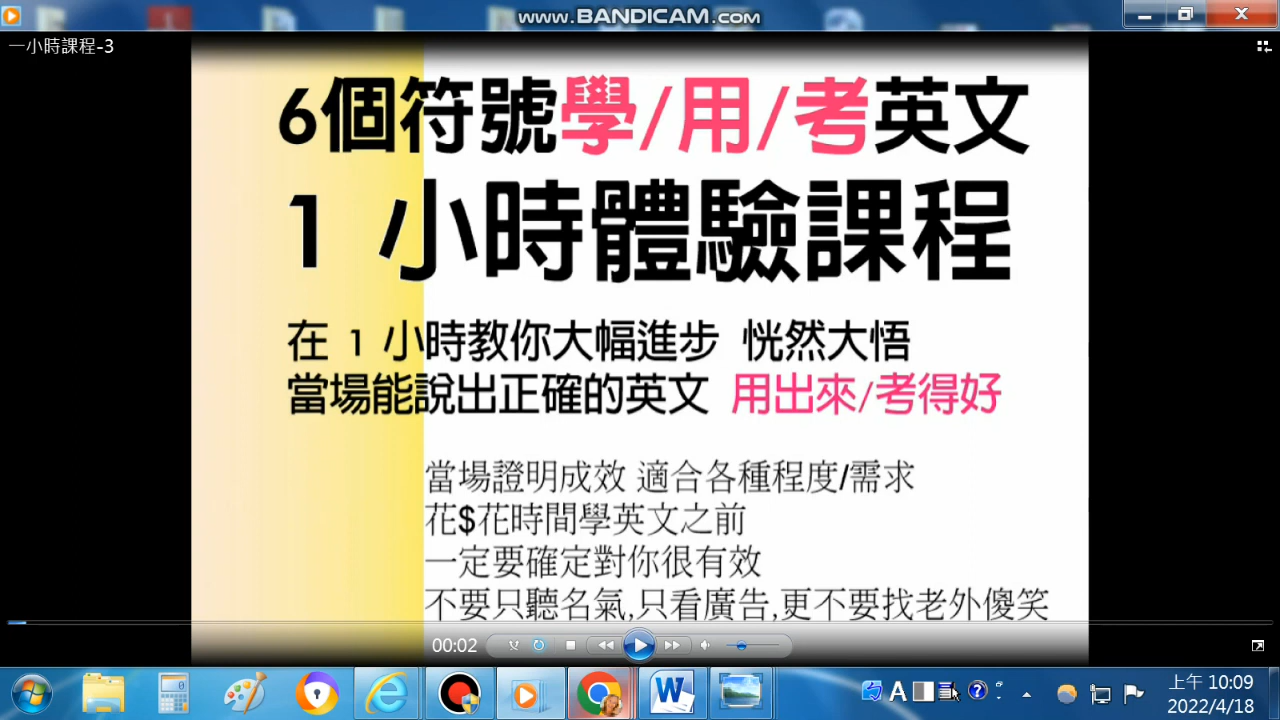 www.BANDICAM.com
一小時課程-3
6個符號學/用/考英文
1 小時體驗課程
在 1 小時教你大幅進步 恍然大悟
當場能說出正確的英文 用出來/考得好
當場證明成效 適合各種程度/需求
花$花時間學英文之前
一定要確定對你很有效
不要只聽名氣,只看廣告,更不要找老外傻笑
00:02
上午 10:09
2022/4/18